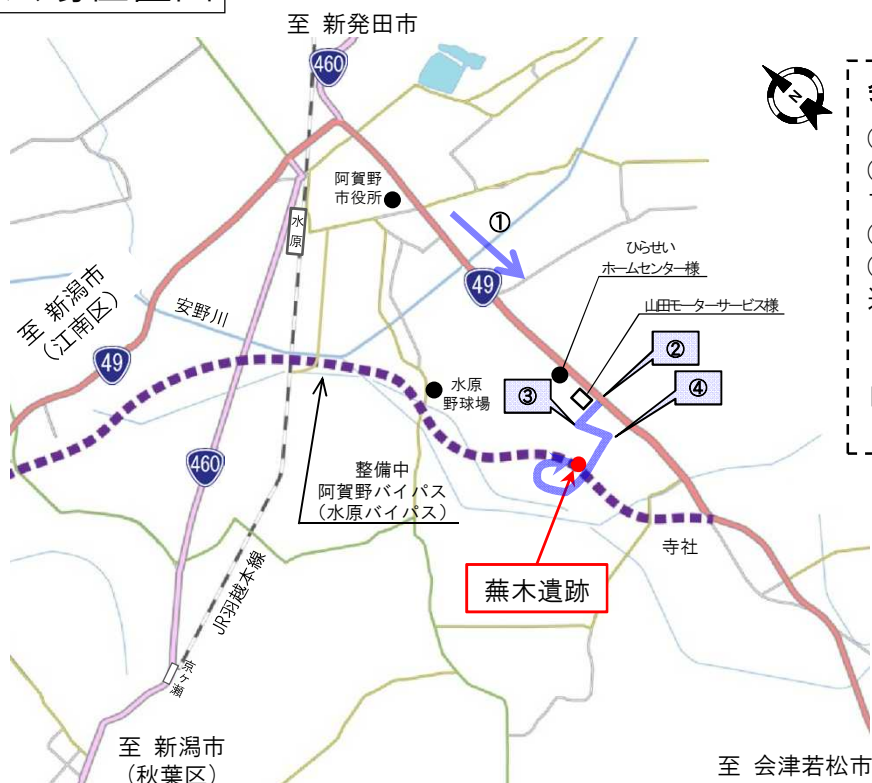 至 新発田市
460
阿賀野
市役所
①
水原
ひらせい
ホームセンター様
49
山田モーターサービス様
至 新潟市
(江南区)
安野川
49
②
③
④
水原
野球場
460
整備中
阿賀野バイパス
(水原バイパス)
寺社
JR羽越本線
蕪木遺跡
京ヶ瀬
至 新潟市
(秋葉区)
至 会津若松市
N